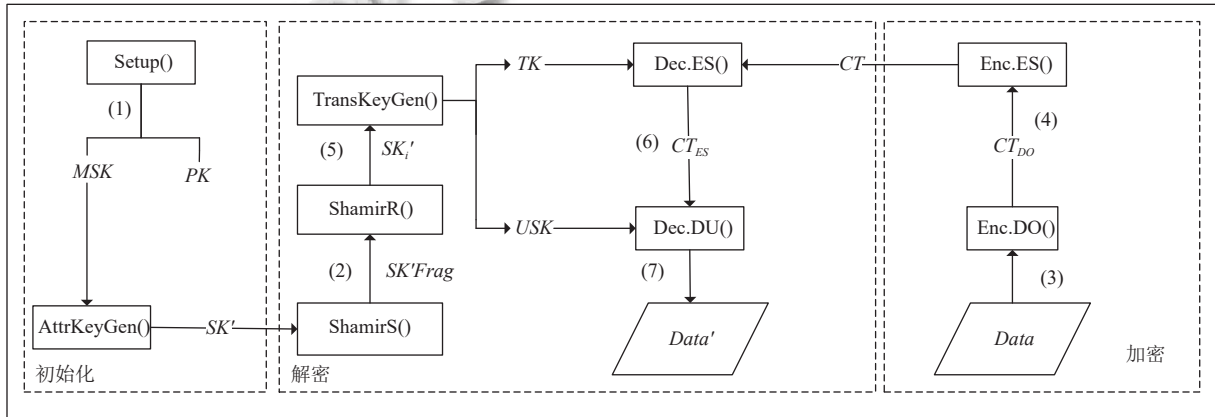 Setup()
(1)
MSK
PK
AttrKeyGen()
SK'
初始化
TransKeyGen()
(5)
SK_i'
ShamirR()
(2)
SK'Frag
ShamirS()
解密
TK
USK
Dec.ES()
(6)
CT_ES
Dec.DU()
(7)
Data'
CT
Enc.ES()
(4)
CT_DO
Enc.DO()
(3)
Data
加密